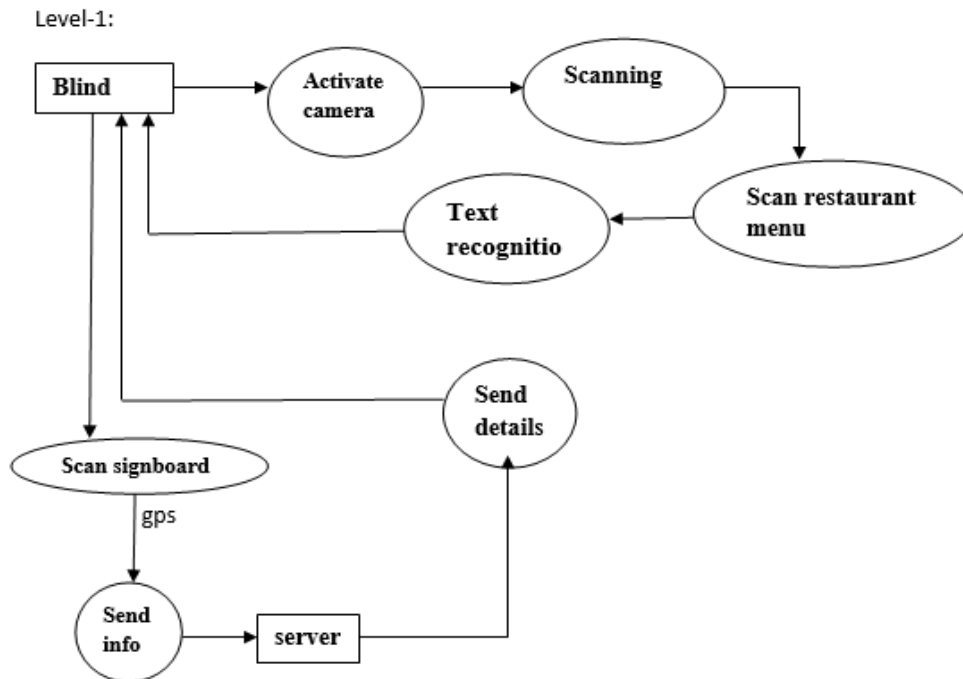 Level-1:
Blind
Activate
camera
Scanning
Scan restaurant
menu
Text
recognitio
Send
details
Scan signboard
gps
Send
info
server